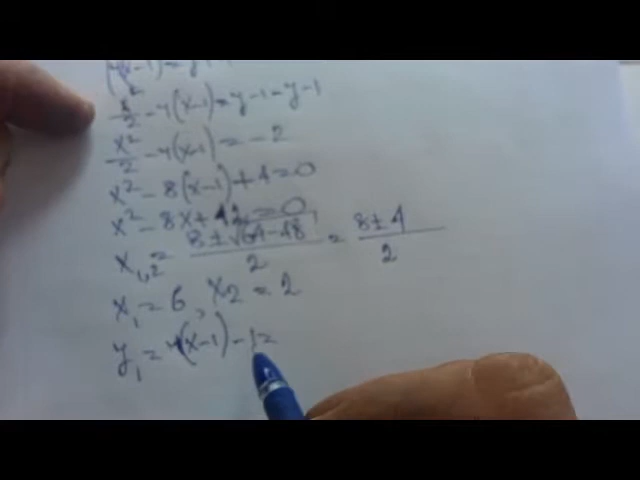 x²/2 - 4(x-1) = y-1-y-1
x²/2 - 4(x-1) = -2
x² - 8(x-1) + 4 = 0
x² - 8x + 12 = 0
x₁,₂ = (8 ± √64-48)/2 = (8 ± 4)/2
x₁ = 6, x₂ = 2
y₁ = 4(x-1) - 1 =